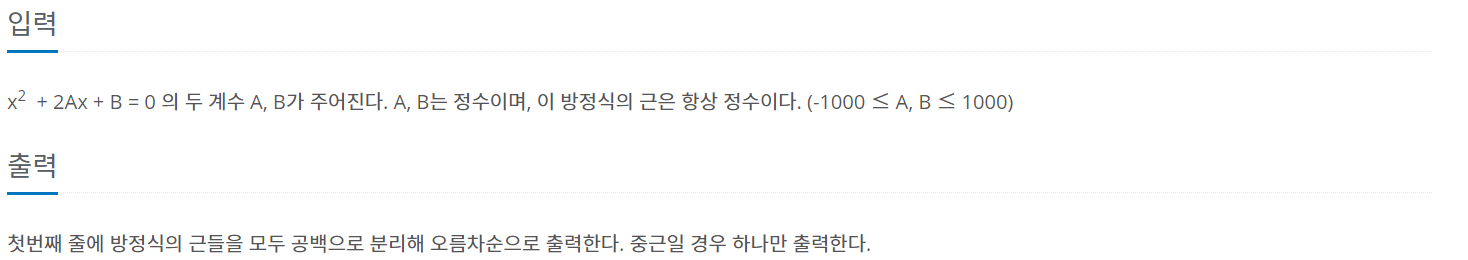 입력
x² + 2Ax + B = 0 의 두 계수 A, B가 주어진다. A, B는 정수이며, 이 방정식의 근은 항상 정수이다. (-1000 ≤ A, B ≤ 1000)
출력
첫번째 줄에 방정식의 근들을 모두 공백으로 분리해 오름차순으로 출력한다. 중근일 경우 하나만 출력한다.